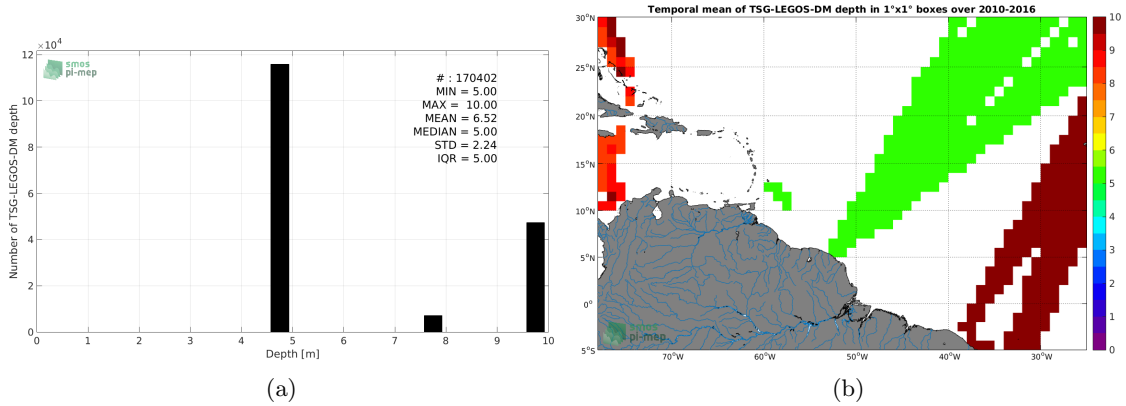 ×10⁴
12
10
8
6
4
2
0
0 1 2 3 4 5 6 7 8 9 10
Depth [m]
Number of TSG-LEGOS-DM depth
smos
pi-mep
# : 170402
MIN = 5.00
MAX = 10.00
MEAN = 6.52
MEDIAN = 5.00
STD = 2.24
IQR = 5.00
(a)
Temporal mean of TSG-LEGOS-DM depth in 1°x1° boxes over 2010-2016
30°N
25°N
20°N
15°N
10°N
5°N
0°
5°S
70°W 60°W 50°W 40°W 30°W
smos
pi-mep
10
9
8
7
6
5
4
3
2
1
0
(b)